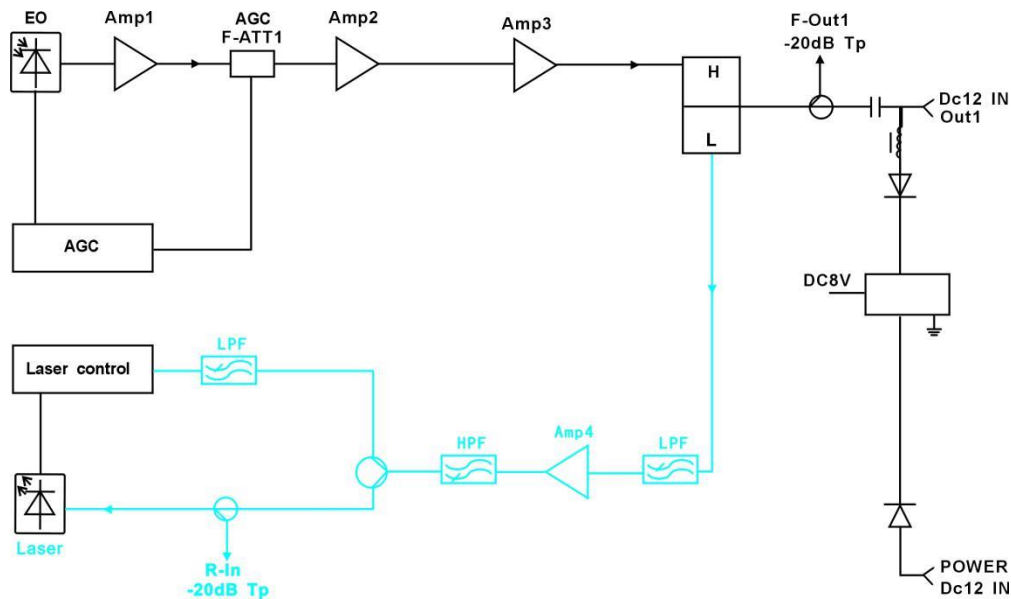 EO
Amp1
AGC
F-ATT1
Amp2
Amp3
F-Out1
-20dB Tp
H
L
Dc12 IN
Out1
AGC
DC8V
Laser control
LPF
HPF
Amp4
LPF
Laser
R-In
-20dB Tp
POWER
Dc12 IN